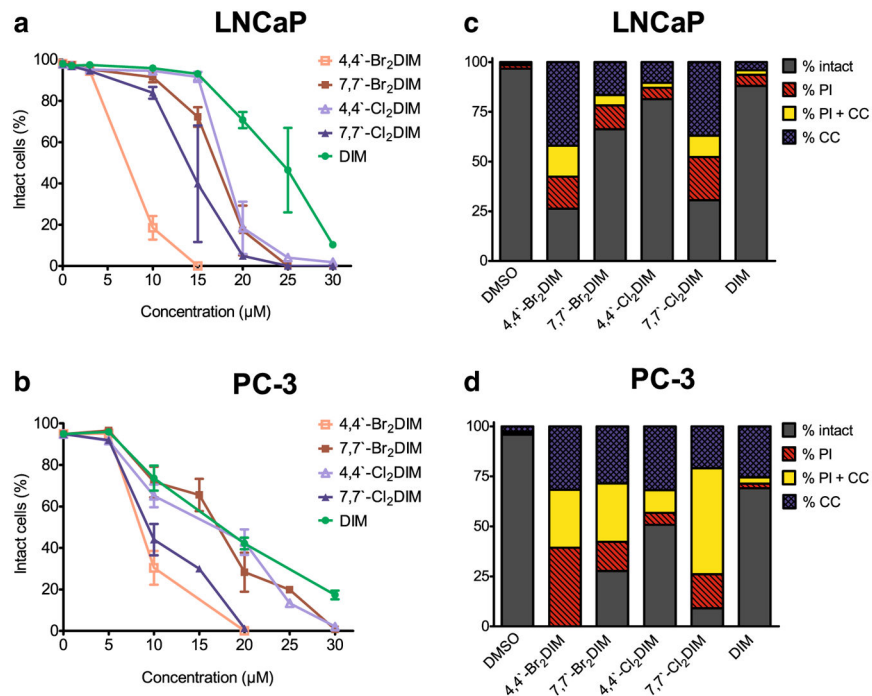 a
LNCaP
Intact cells (%)
100
80
60
40
20
0
0 5 10 15 20 25 30
Concentration (µM)
4,4`-Br₂DIM
7,7`-Br₂DIM
4,4`-Cl₂DIM
7,7`-Cl₂DIM
DIM
c
LNCaP
100
75
50
25
0
DMSO
4,4`-Br₂DIM
7,7`-Br₂DIM
4,4`-Cl₂DIM
7,7`-Cl₂DIM
DIM
% intact
% PI
% PI + CC
% CC
b
PC-3
Intact cells (%)
100
80
60
40
20
0
0 5 10 15 20 25 30
Concentration (µM)
4,4`-Br₂DIM
7,7`-Br₂DIM
4,4`-Cl₂DIM
7,7`-Cl₂DIM
DIM
d
PC-3
100
75
50
25
0
DMSO
4,4`-Br₂DIM
7,7`-Br₂DIM
4,4`-Cl₂DIM
7,7`-Cl₂DIM
DIM
% intact
% PI
% PI + CC
% CC